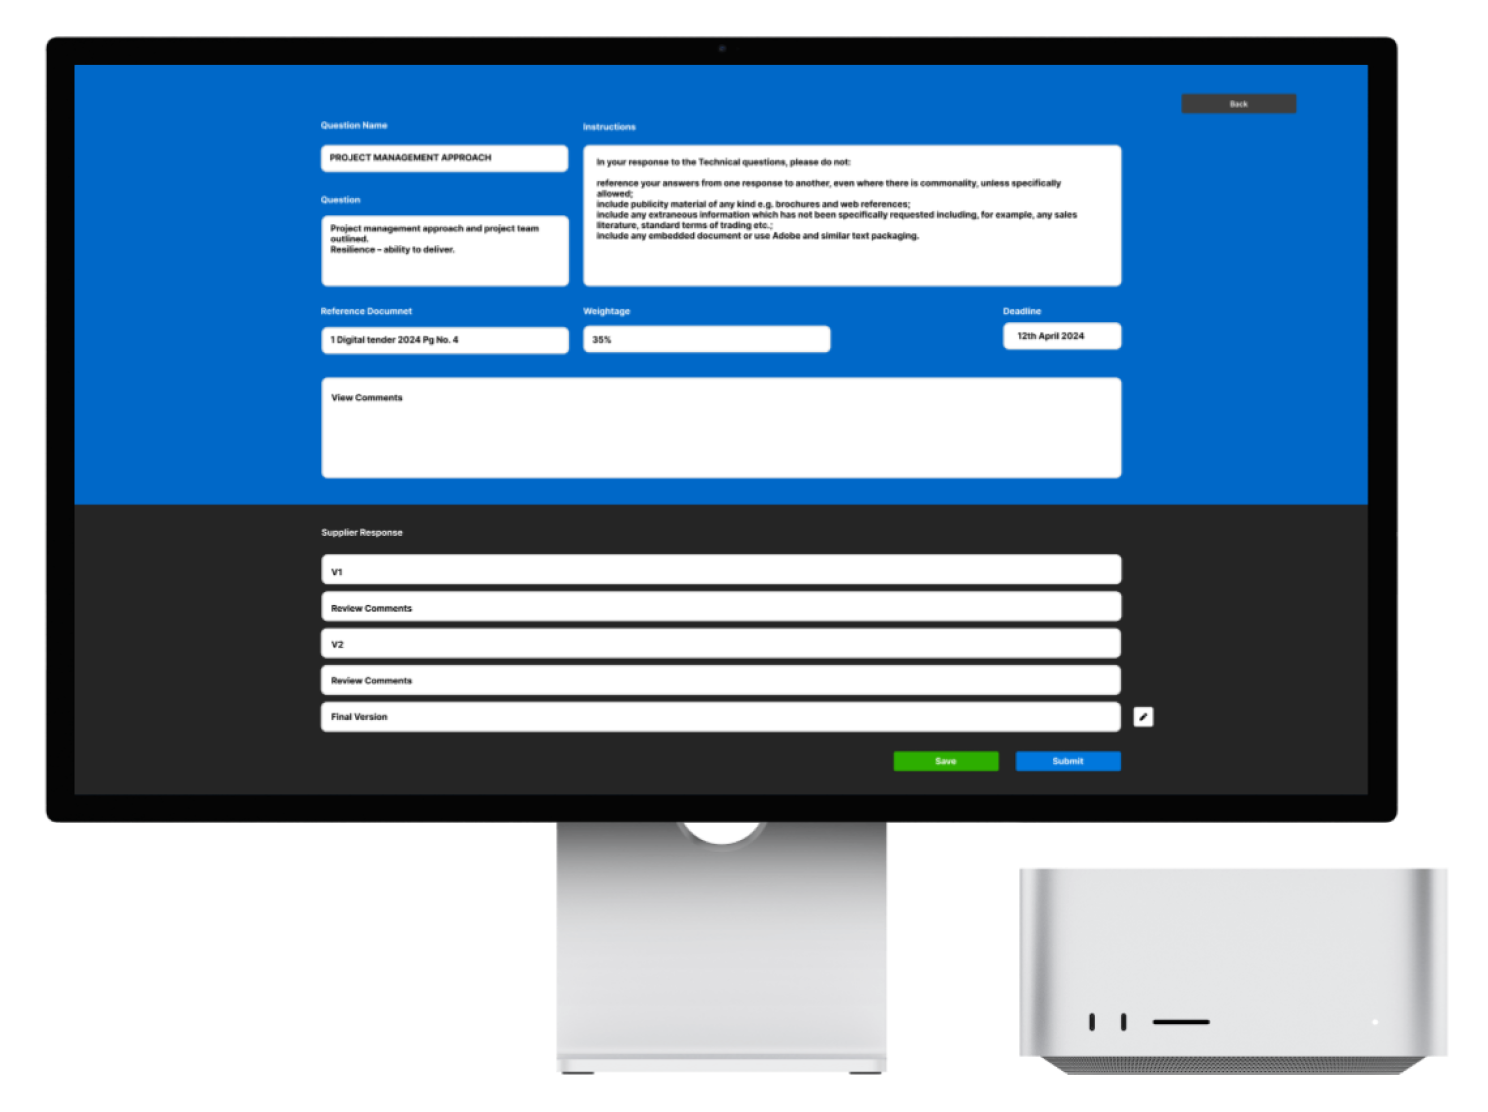 Back
Question Name
PROJECT MANAGEMENT APPROACH
Question
Project management approach and project team
outlined.
Resilience – ability to deliver.
Instructions
In your response to the Technical questions, please do not:
reference your answers from one response to another, even where there is commonality, unless specifically
allowed;
include publicity material of any kind e.g. brochures and web references;
include any extraneous information which has not been specifically requested including, for example, any sales
literature, standard terms of trading etc.;
include any embedded document or use Adobe and similar text packaging.
Reference Documnet
1 Digital tender 2024 Pg No. 4
Weightage
35%
Deadline
12th April 2024
View Comments
Supplier Response
V1
Review Comments
V2
Review Comments
Final Version
Save
Submit